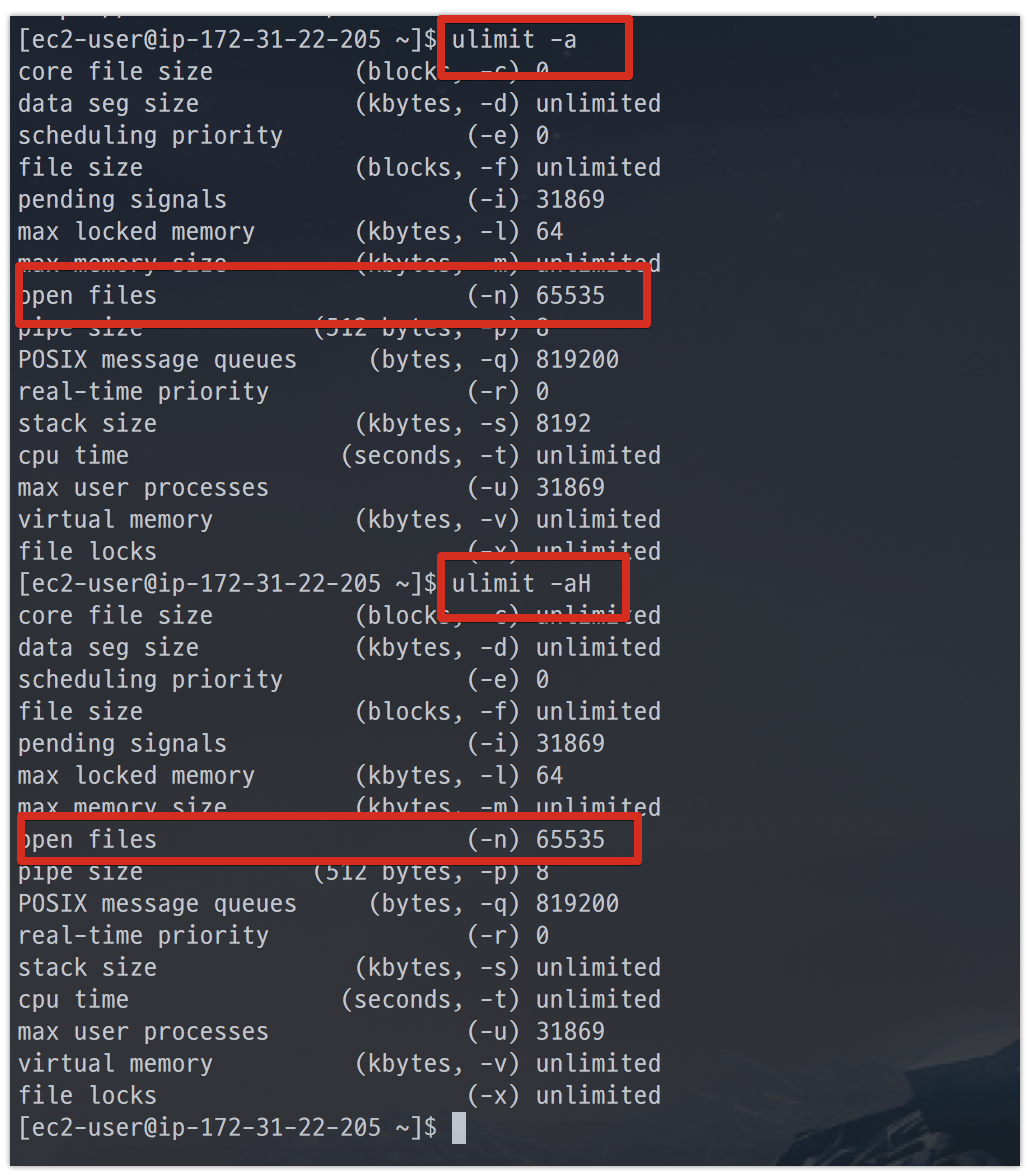 [ec2-user@ip-172-31-22-205 ~]$ ulimit -a
core file size (blocks, -c) 0
data seg size (kbytes, -d) unlimited
scheduling priority (-e) 0
file size (blocks, -f) unlimited
pending signals (-i) 31869
max locked memory (kbytes, -l) 64
max memory size (kbytes, -m) unlimited
open files (-n) 65535
pipe size (512 bytes, -p) 8
POSIX message queues (bytes, -q) 819200
real-time priority (-r) 0
stack size (kbytes, -s) 8192
cpu time (seconds, -t) unlimited
max user processes (-u) 31869
virtual memory (kbytes, -v) unlimited
file locks (-x) unlimited
[ec2-user@ip-172-31-22-205 ~]$ ulimit -aH
core file size (blocks, -c) unlimited
data seg size (kbytes, -d) unlimited
scheduling priority (-e) 0
file size (blocks, -f) unlimited
pending signals (-i) 31869
max locked memory (kbytes, -l) 64
max memory size (kbytes, -m) unlimited
open files (-n) 65535
pipe size (512 bytes, -p) 8
POSIX message queues (bytes, -q) 819200
real-time priority (-r) 0
stack size (kbytes, -s) unlimited
cpu time (seconds, -t) unlimited
max user processes (-u) 31869
virtual memory (kbytes, -v) unlimited
file locks (-x) unlimited
[ec2-user@ip-172-31-22-205 ~]$